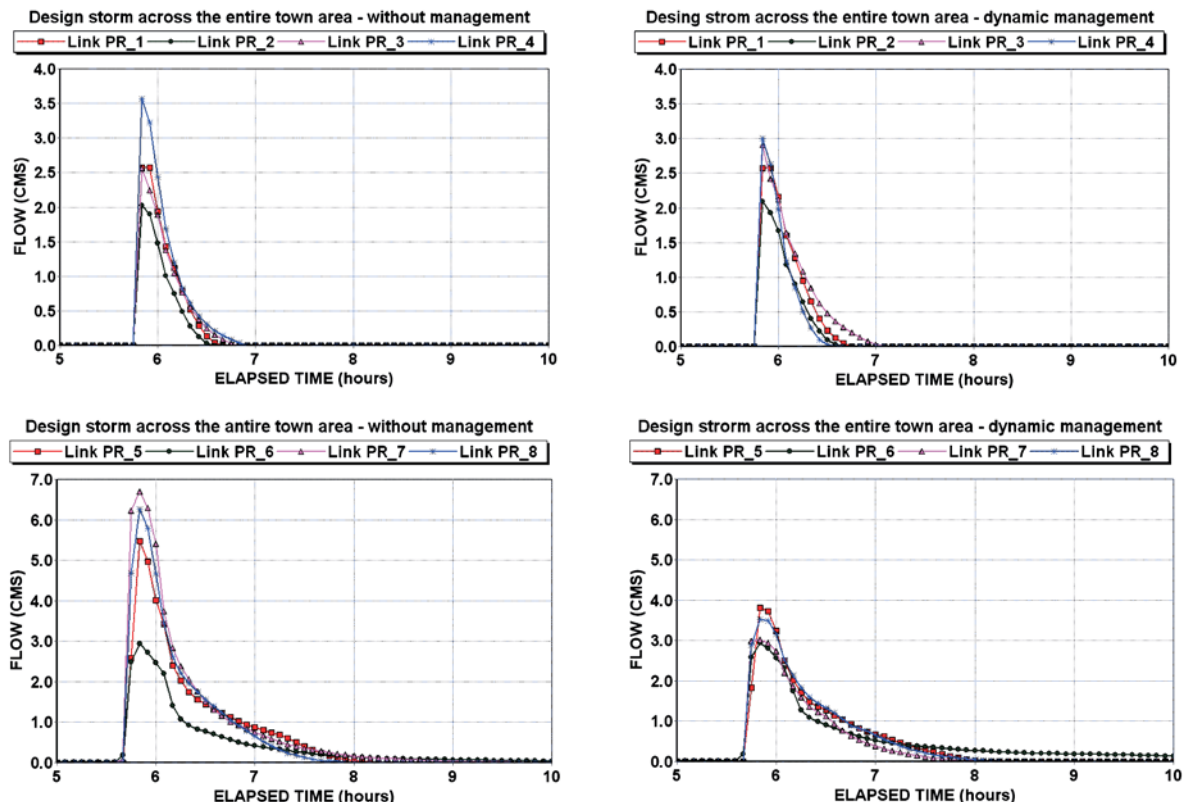 Design storm across the entire town area - without management
Link PR_1 Link PR_2 Link PR_3 Link PR_4
4.0
3.5
3.0
2.5
2.0
1.5
1.0
0.5
0.0
FLOW (CMS)
5 6 7 8 9 10
ELAPSED TIME (hours)
Desing strom across the entire town area - dynamic management
Link PR_1 Link PR_2 Link PR_3 Link PR_4
4.0
3.5
3.0
2.5
2.0
1.5
1.0
0.5
0.0
FLOW (CMS)
5 6 7 8 9 10
ELAPSED TIME (hours)
Design storm across the antire town area - without management
Link PR_5 Link PR_6 Link PR_7 Link PR_8
7.0
6.0
5.0
4.0
3.0
2.0
1.0
0.0
FLOW (CMS)
5 6 7 8 9 10
ELAPSED TIME (hours)
Design strorm across the entire town area - dynamic management
Link PR_5 Link PR_6 Link PR_7 Link PR_8
7.0
6.0
5.0
4.0
3.0
2.0
1.0
0.0
FLOW (CMS)
5 6 7 8 9 10
ELAPSED TIME (hours)